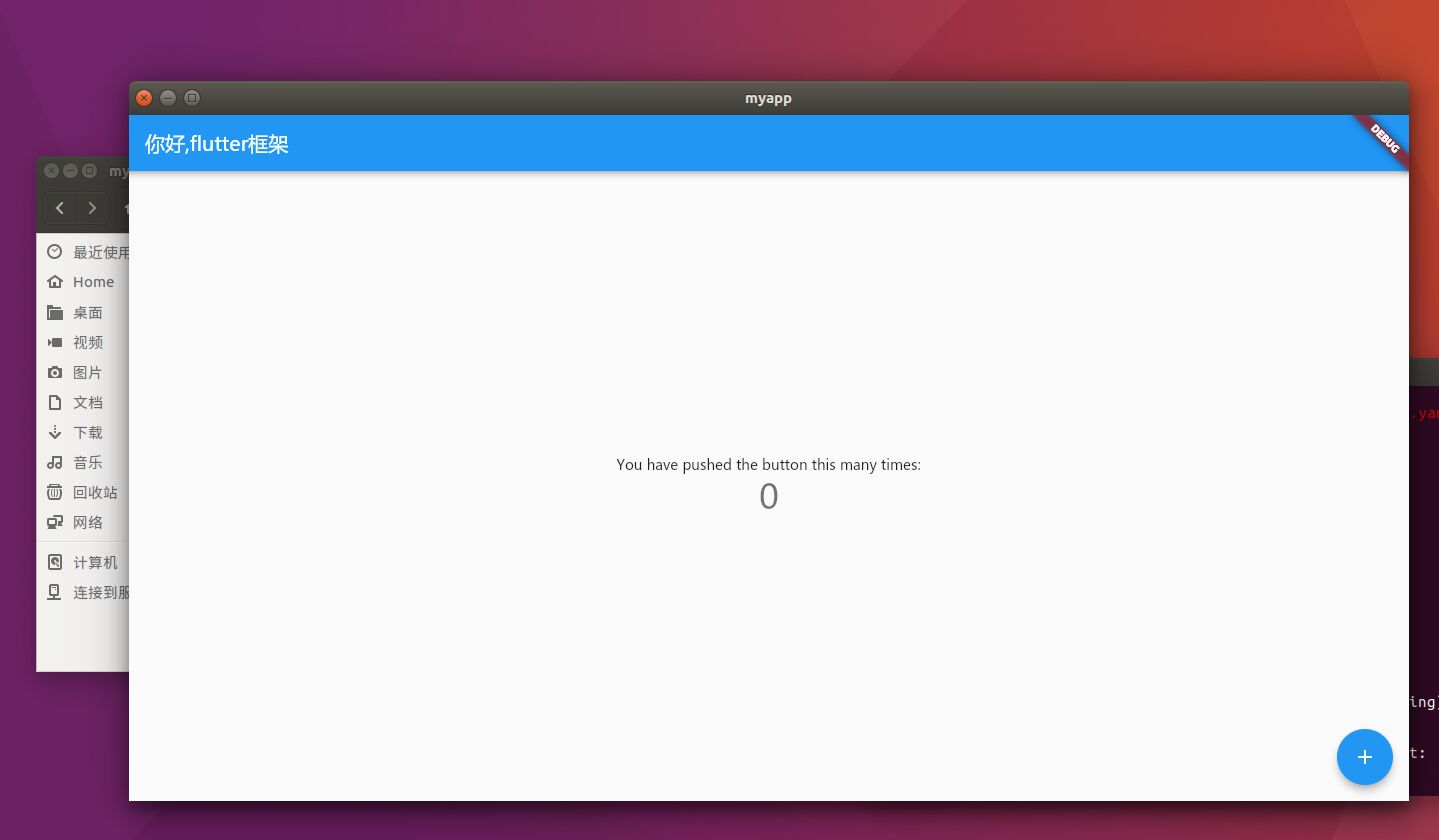 myapp
你好,flutter框架
DEBUG
my
最近使用
Home
桌面
视频
图片
文档
下载
音乐
回收站
网络
计算机
连接到服
You have pushed the button this many times:
0
t: